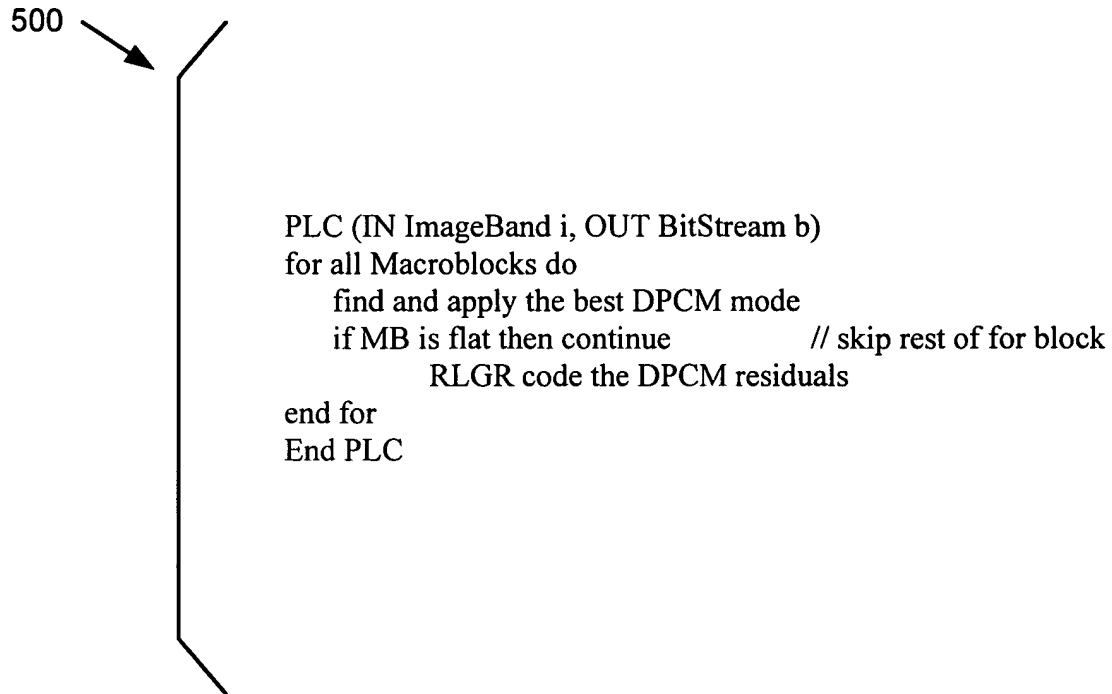 500
PLC (IN ImageBand i, OUT BitStream b)
for all Macroblocks do
find and apply the best DPCM mode
if MB is flat then continue // skip rest of for block
RLGR code the DPCM residuals
end for
End PLC